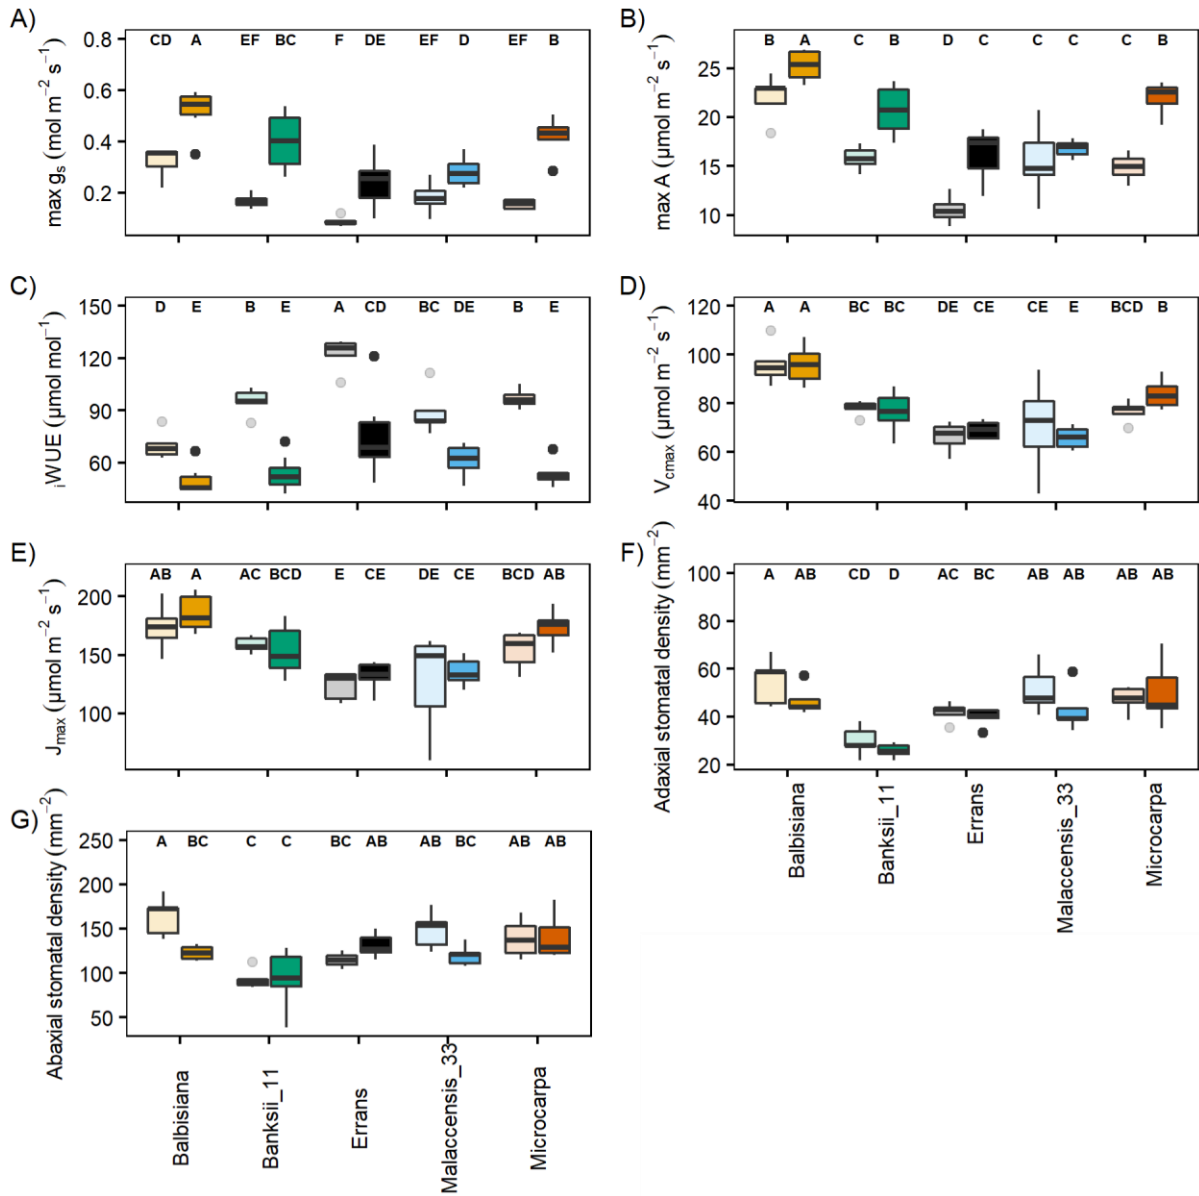 A)
max gs (mol m−2 s−1)
0.8
0.6
0.4
0.2
CD A EF BC F DE EF D EF B
B)
max A (µmol m−2 s−1)
25
20
15
10
B A C B D C C C C B
C)
iWUE (µmol mol−1)
150
120
90
60
D E B E A CD BC DE B E
D)
Vcmax (µmol m−2 s−1)
120
100
80
60
40
A A BC BC DE CE CE E BCD B
E)
Jmax (µmol m−2 s−1)
200
150
100
AB A AC BCD E CE DE CE BCD AB
F)
Adaxial stomatal density (mm−2)
100
80
60
40
20
A AB CD D AC BC AB AB AB AB
Balbisiana
Banksii_11
Errans
Malaccensis_33
Microcarpa
G)
Abaxial stomatal density (mm−2)
250
200
150
100
50
A BC C C BC AB AB BC AB AB
Balbisiana
Banksii_11
Errans
Malaccensis_33
Microcarpa